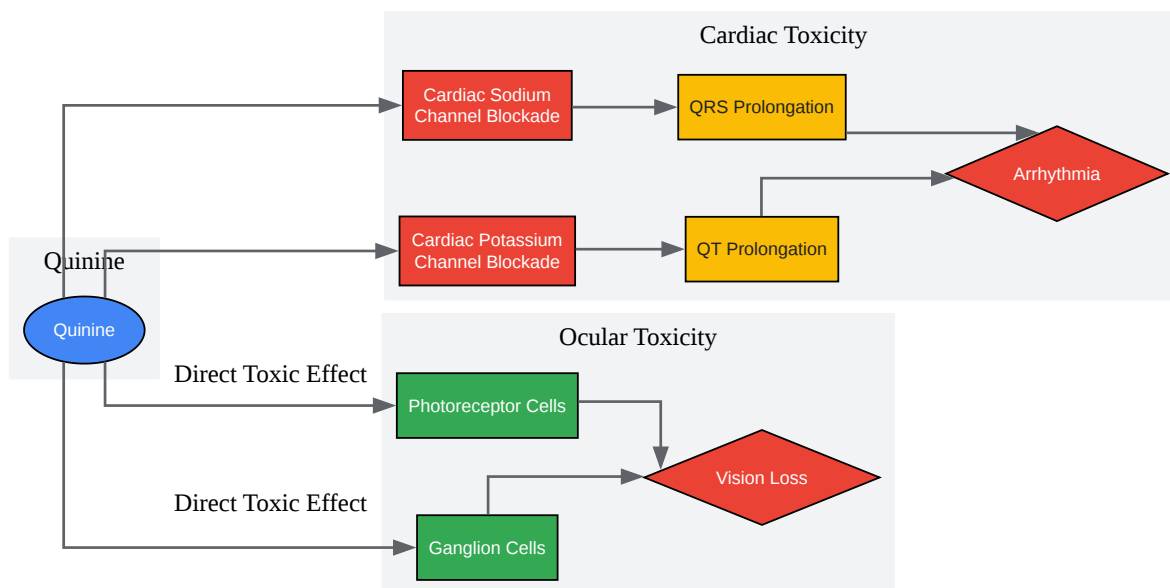 Cardiac Toxicity
Cardiac Sodium
Channel Blockade
QRS Prolongation
Arrhythmia
Cardiac Potassium
Channel Blockade
QT Prolongation
Quinine
Quinine
Ocular Toxicity
Direct Toxic Effect
Photoreceptor Cells
Vision Loss
Direct Toxic Effect
Ganglion Cells